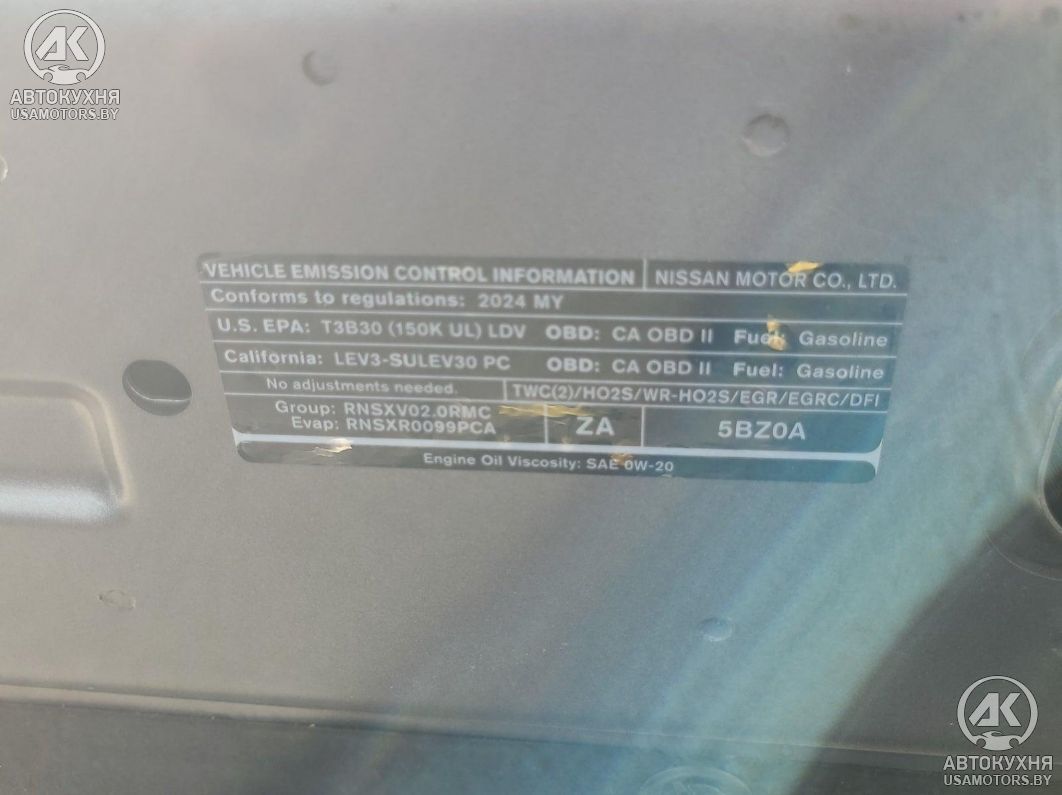 AK
АВТОКУХНЯ
USAMOTORS.BY
VEHICLE EMISSION CONTROL INFORMATION NISSAN MOTOR CO., LTD.
Conforms to regulations: 2024 MY
U.S. EPA: T3B30 (150K UL) LDV OBD: CA OBD II Fuel: Gasoline
California: LEV3-SULEV30 PC OBD: CA OBD II Fuel: Gasoline
No adjustments needed. TWC(2)/HO2S/WR-HO2S/EGR/EGRC/DFI
Group: RNSXV02.0RMC
Evap: RNSXR0099PCA ZA 5BZ0A
Engine Oil Viscosity: SAE 0W-20
AK
АВТОКУХНЯ
USAMOTORS.BY